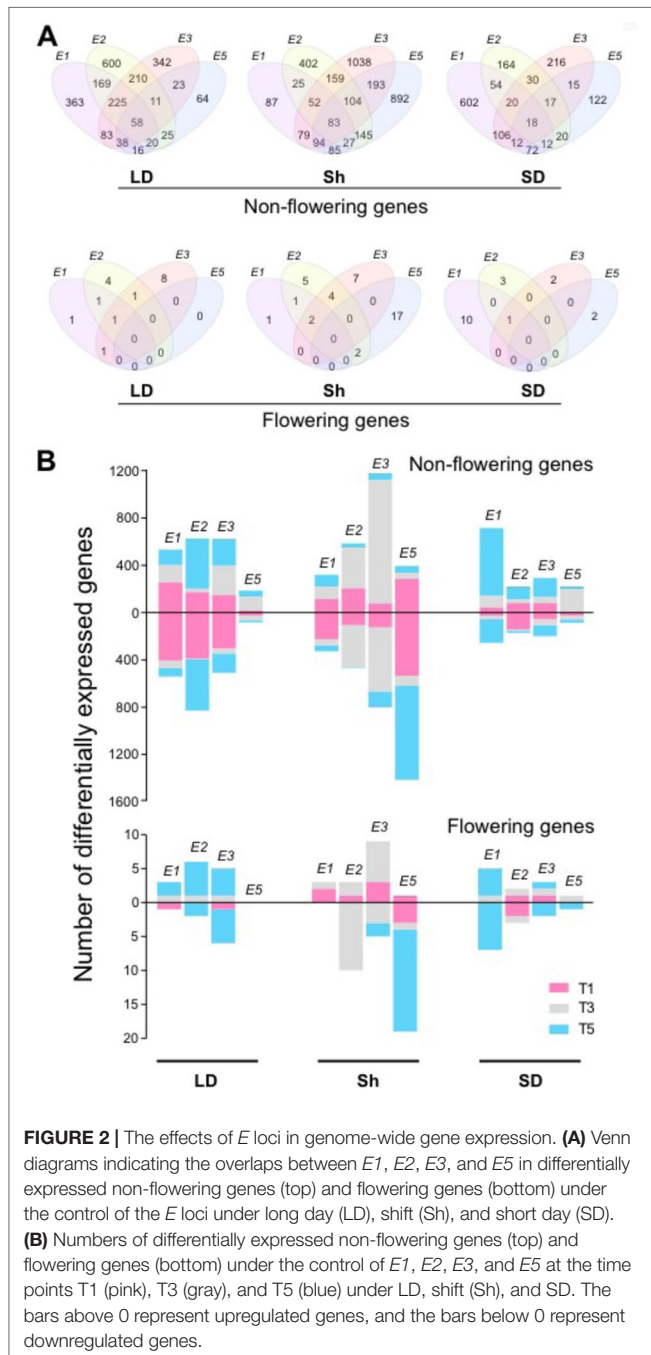 A
E1 E2 E3 E5 E1 E2 E3 E5 E1 E2 E3 E5
600 342 402 1038 164 216
169 210 23 25 159 193 54 30 15
363 225 11 64 87 52 104 892 602 20 17 122
58 83 18
83 38 16 20 25 79 94 85 27 145 106 12 72 12 20
LD Sh SD
Non-flowering genes
E1 E2 E3 E5 E1 E2 E3 E5 E1 E2 E3 E5
4 8 5 7 3 2
1 1 0 1 4 0 0 0 0
1 1 0 0 1 2 0 17 10 1 0 2
0 0 0
1 0 0 0 0 0 0 0 0 2 0 0 0 0 0
LD Sh SD
Flowering genes
B
Number of differentially expressed genes
Non-flowering genes
1200
800
400
0
400
800
1200
1600
E1 E2 E3 E5 E1 E2 E3 E5 E1 E2 E3 E5
Flowering genes
10
5
0
5
10
15
20
E1 E2 E3 E5 E1 E2 E3 E5 E1 E2 E3 E5
T1
T3
T5
LD Sh SD
FIGURE 2 | The effects of E loci in genome-wide gene expression. (A) Venn
diagrams indicating the overlaps between E1, E2, E3, and E5 in differentially
expressed non-flowering genes (top) and flowering genes (bottom) under
the control of the E loci under long day (LD), shift (Sh), and short day (SD).
(B) Numbers of differentially expressed non-flowering genes (top) and
flowering genes (bottom) under the control of E1, E2, E3, and E5 at the time
points T1 (pink), T3 (gray), and T5 (blue) under LD, shift (Sh), and SD. The
bars above 0 represent upregulated genes, and the bars below 0 represent
downregulated genes.